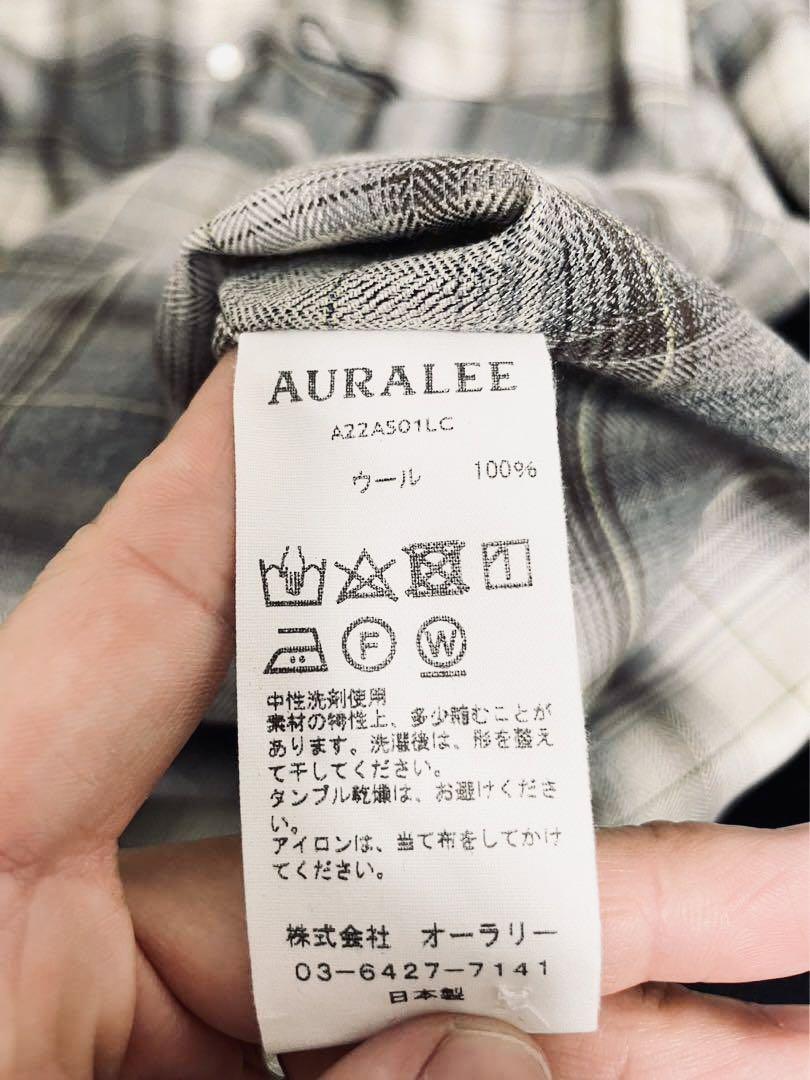 AURALEE
A22AS01LC
ウール 100%
F W
中性洗剤使用
素材の特性上、多少縮むことが
あります。洗濯後は、形を整え
て干してください。
タンブル乾燥は、お避けくださ
い。
アイロンは、当て布をしてかけ
てください。
株式会社 オーラリー
03-6427-7141
日本製